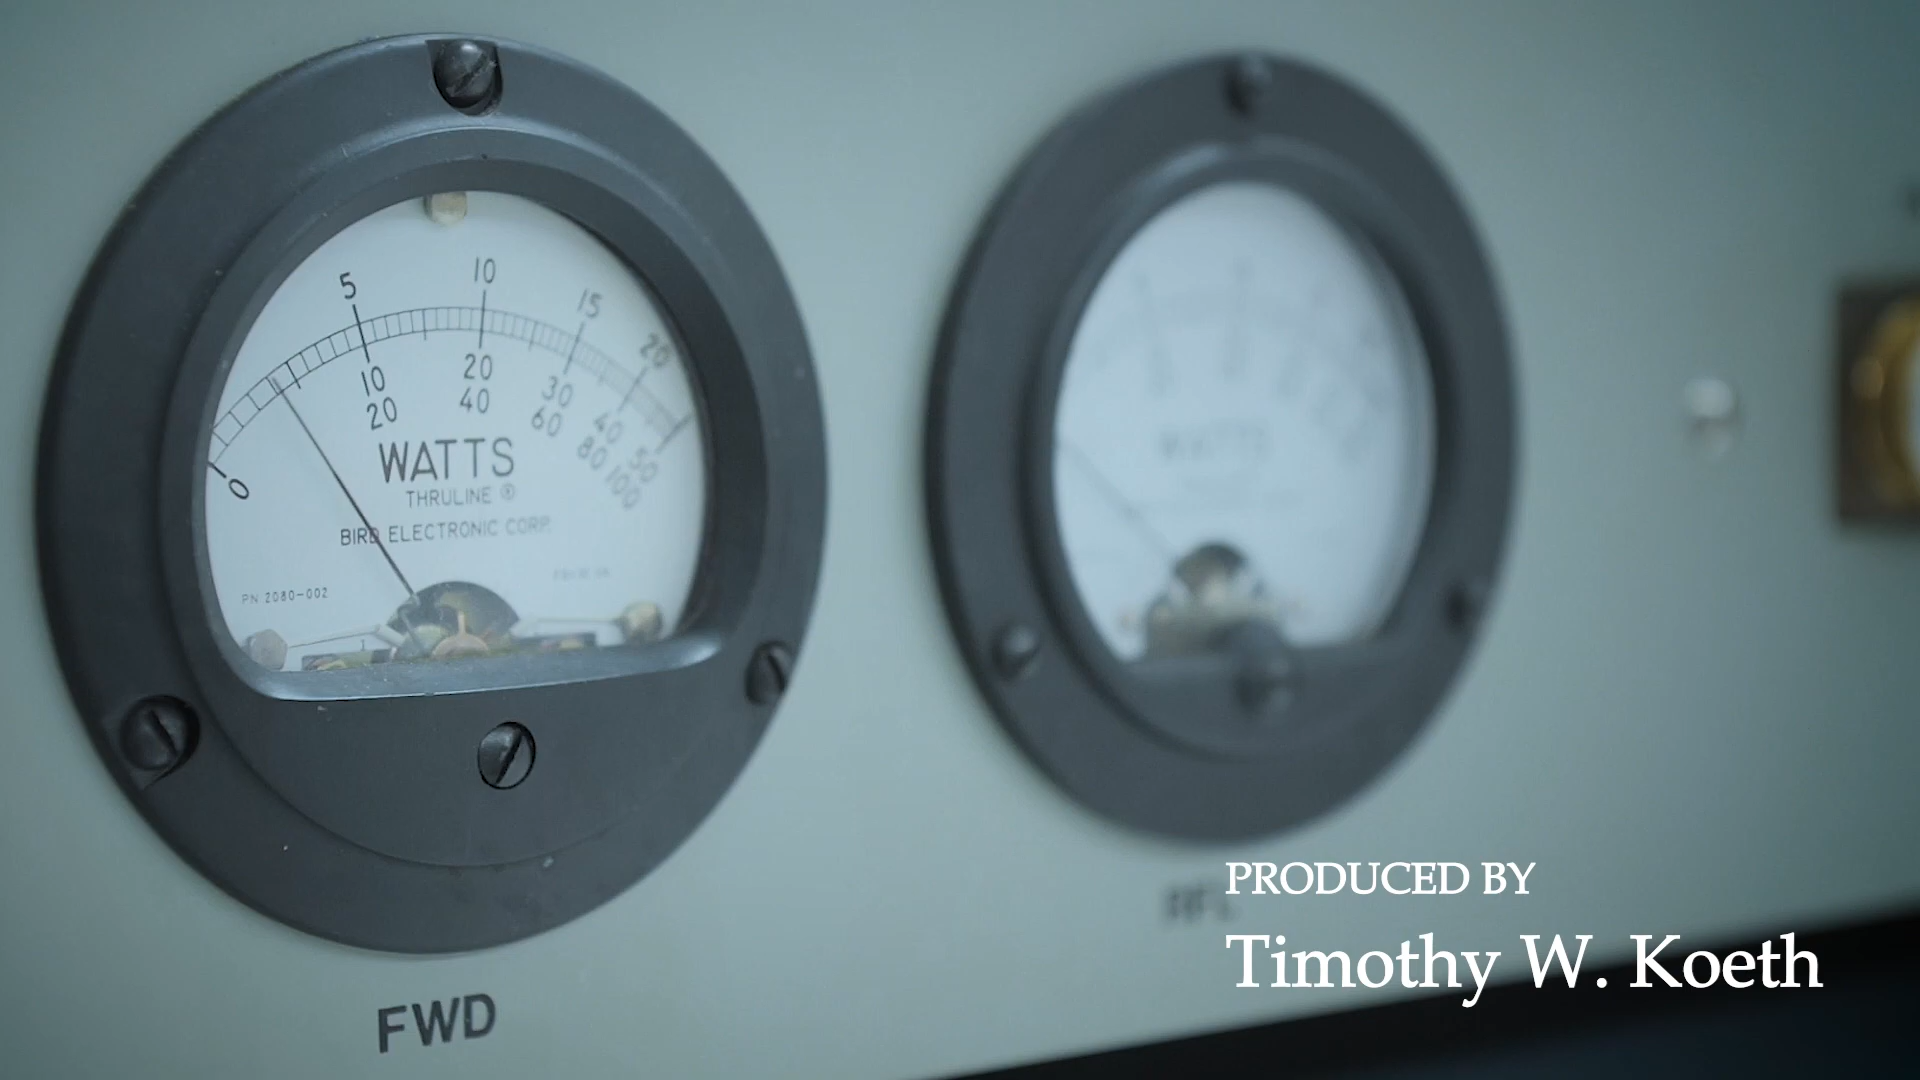 5 10 15 20
10 20 30 40 50
20 40 60 80 100
0
WATTS
THRULINE ®
BIRD ELECTRONIC CORP.
PN 2080-002
WATTS
PRODUCED BY
Timothy W. Koeth
FWD